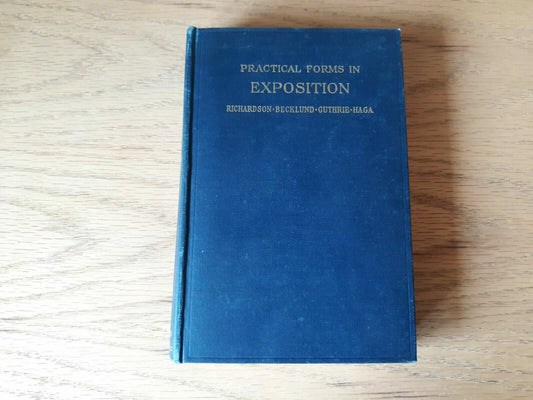 PRACTICAL FORMS IN
EXPOSITION
RICHARDSON·BECKLUND·GUTHRIE·HAGA